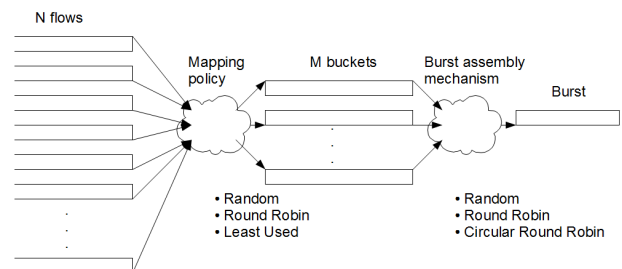 N flows
Mapping
policy
M buckets
Burst assembly
mechanism
Burst
• Random
• Round Robin
• Least Used
• Random
• Round Robin
• Circular Round Robin